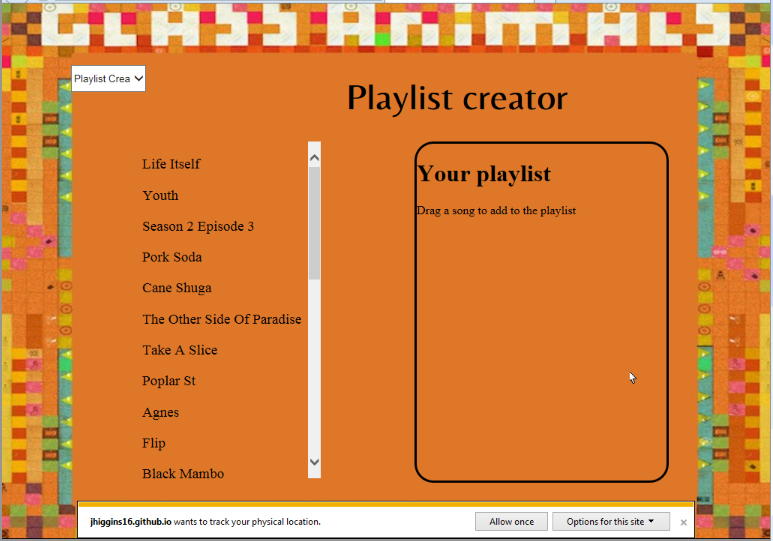 GLASS ANIMALS
Playlist Crea
Playlist creator
Life Itself
Youth
Season 2 Episode 3
Pork Soda
Cane Shuga
The Other Side Of Paradise
Take A Slice
Poplar St
Agnes
Flip
Black Mambo
Your playlist
Drag a song to add to the playlist
jhiggins16.github.io wants to track your physical location.
Allow once
Options for this site